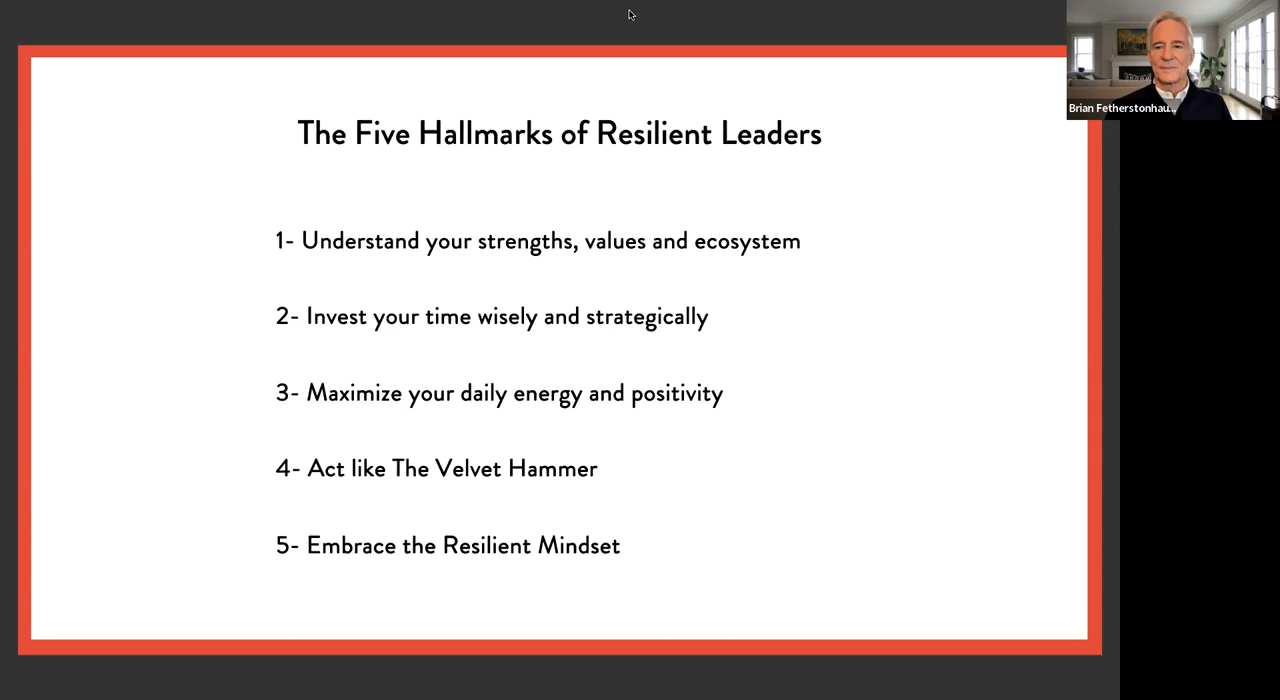 The Five Hallmarks of Resilient Leaders
1- Understand your strengths, values and ecosystem
2- Invest your time wisely and strategically
3- Maximize your daily energy and positivity
4- Act like The Velvet Hammer
5- Embrace the Resilient Mindset
Brian Fetherstonhau...